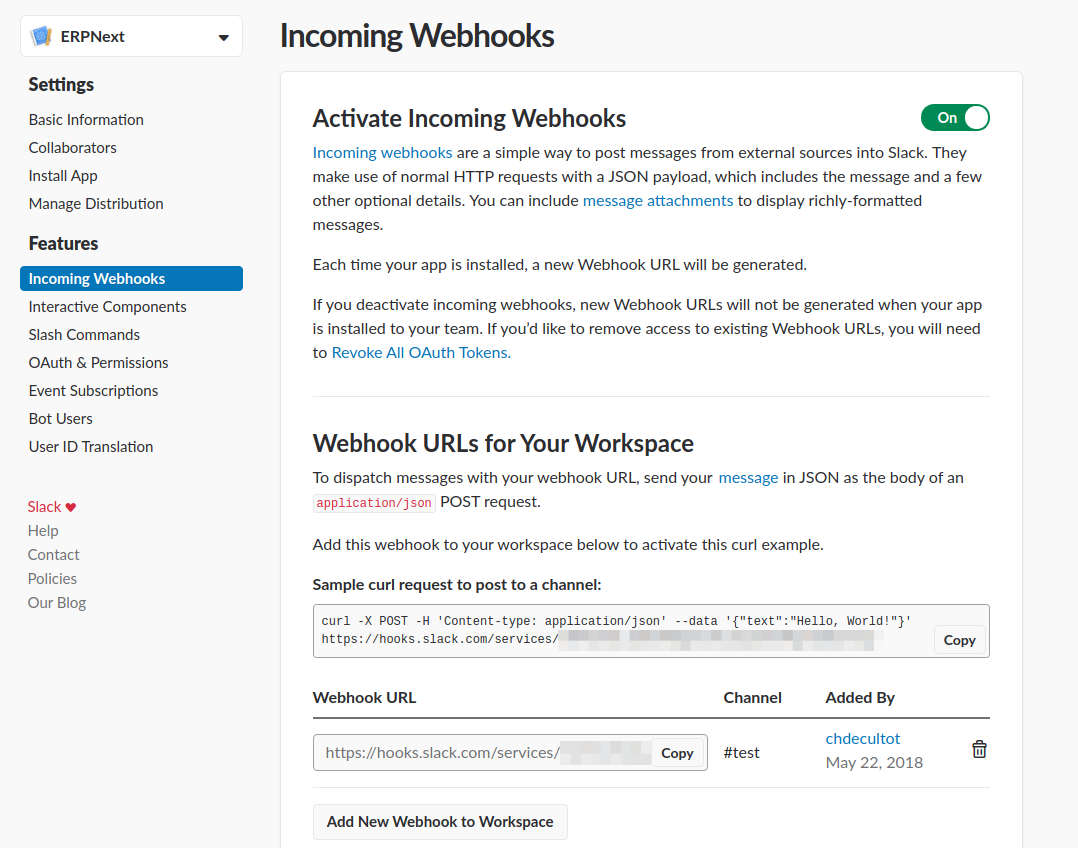 ERPNext
Settings
Basic Information
Collaborators
Install App
Manage Distribution
Features
Incoming Webhooks
Interactive Components
Slash Commands
OAuth & Permissions
Event Subscriptions
Bot Users
User ID Translation
Slack ♥
Help
Contact
Policies
Our Blog
Incoming Webhooks
Activate Incoming Webhooks
On
Incoming webhooks are a simple way to post messages from external sources into Slack. They
make use of normal HTTP requests with a JSON payload, which includes the message and a few
other optional details. You can include message attachments to display richly-formatted
messages.
Each time your app is installed, a new Webhook URL will be generated.
If you deactivate incoming webhooks, new Webhook URLs will not be generated when your app
is installed to your team. If you’d like to remove access to existing Webhook URLs, you will need
to Revoke All OAuth Tokens.
Webhook URLs for Your Workspace
To dispatch messages with your webhook URL, send your message in JSON as the body of an
application/json POST request.
Add this webhook to your workspace below to activate this curl example.
Sample curl request to post to a channel:
curl -X POST -H 'Content-type: application/json' --data '{"text":"Hello, World!"}'
https://hooks.slack.com/services/
Copy
Webhook URL Channel Added By
https://hooks.slack.com/services/ Copy #test chdecultot
May 22, 2018
Add New Webhook to Workspace